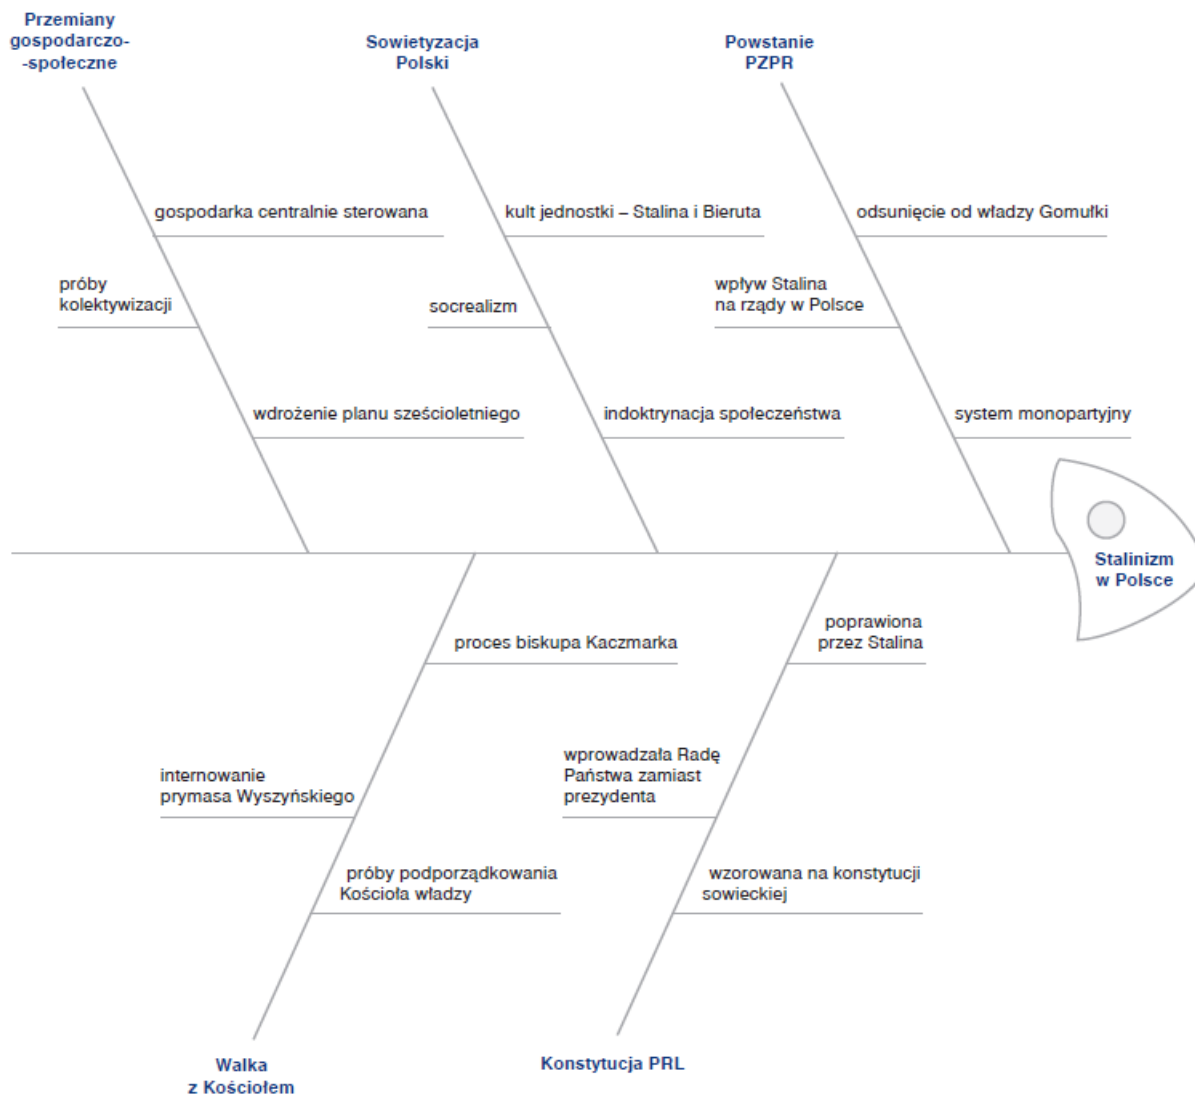 Przemiany
gospodarczo-
-społeczne
Sowietyzacja
Polski
Powstanie
PZPR
gospodarka centralnie sterowana
kult jednostki – Stalina i Bieruta
odsunięcie od władzy Gomułki
próby
kolektywizacji
socrealizm
wpływ Stalina
na rządy w Polsce
wdrożenie planu sześcioletniego
indoktrynacja społeczeństwa
system monopartyjny
Stalinizm
w Polsce
proces biskupa Kaczmarka
poprawiona
przez Stalina
internowanie
prymasa Wyszyńskiego
wprowadzała Radę
Państwa zamiast
prezydenta
próby podporządkowania
Kościoła władzy
wzorowana na konstytucji
sowieckiej
Walka
z Kościołem
Konstytucja PRL